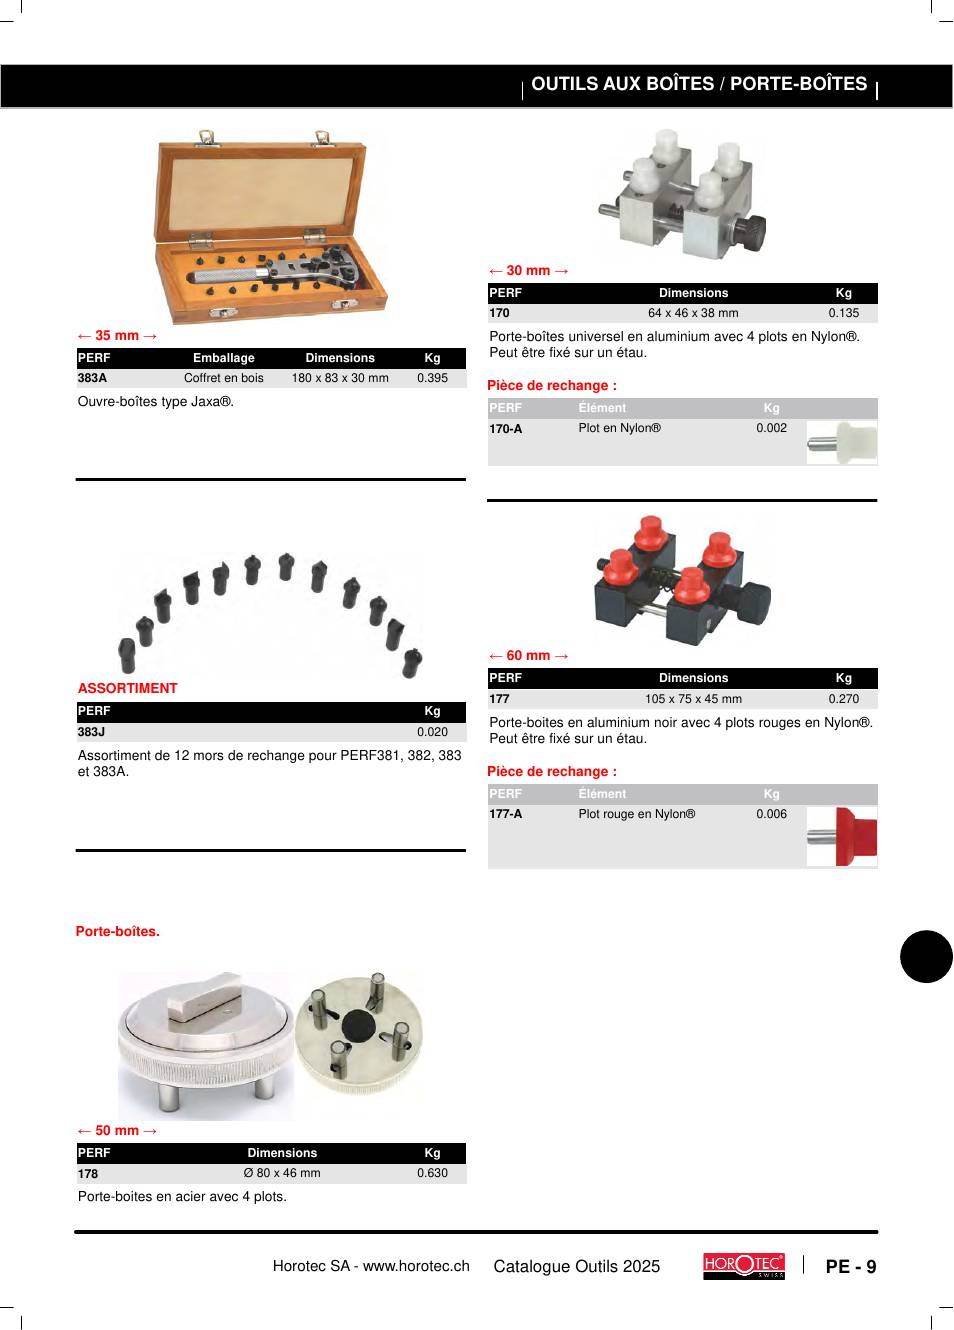 OUTILS AUX BOÎTES / PORTE-BOÎTES
← 35 mm →
PERF Emballage Dimensions Kg
383A Coffret en bois 180 x 83 x 30 mm 0.395
Ouvre-boîtes type Jaxa®.
ASSORTIMENT
PERF Kg
383J 0.020
Assortiment de 12 mors de rechange pour PERF381, 382, 383
et 383A.
Porte-boîtes.
← 50 mm →
PERF Dimensions Kg
178 Ø 80 x 46 mm 0.630
Porte-boites en acier avec 4 plots.
← 30 mm →
PERF Dimensions Kg
170 64 x 46 x 38 mm 0.135
Porte-boîtes universel en aluminium avec 4 plots en Nylon®.
Peut être fixé sur un étau.
Pièce de rechange :
PERF Élément Kg
170-A Plot en Nylon® 0.002
← 60 mm →
PERF Dimensions Kg
177 105 x 75 x 45 mm 0.270
Porte-boites en aluminium noir avec 4 plots rouges en Nylon®.
Peut être fixé sur un étau.
Pièce de rechange :
PERF Élément Kg
177-A Plot rouge en Nylon® 0.006
Horotec SA - www.horotec.ch Catalogue Outils 2025 HOROTEC® SWISS PE - 9